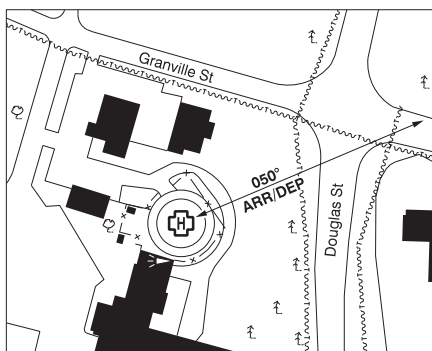 Granville St
050°
ARR/DEP
H
Douglas St